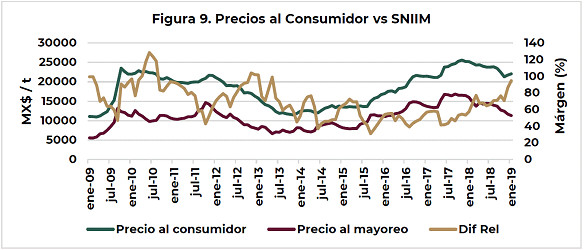 Figura 9. Precios al Consumidor vs SNIIM
30000
25000
20000
15000
10000
5000
0
MX$ / t
140
120
100
80
60
40
20
0
Márgen (%)
ene-09
jul-09
ene-10
jul-10
ene-11
jul-11
ene-12
jul-12
ene-13
jul-13
ene-14
jul-14
ene-15
jul-15
ene-16
jul-16
ene-17
jul-17
ene-18
jul-18
ene-19
Precio al consumidor
Precio al mayoreo
Dif Rel